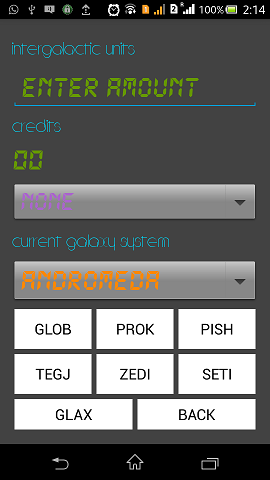 100% 2:14
intergalactic units
ENTER AMOUNT
credits
00
NONE
current galaxy system
ANDROMEDA
GLOB PROK PISH
TEGJ ZEDI SETI
GLAX BACK